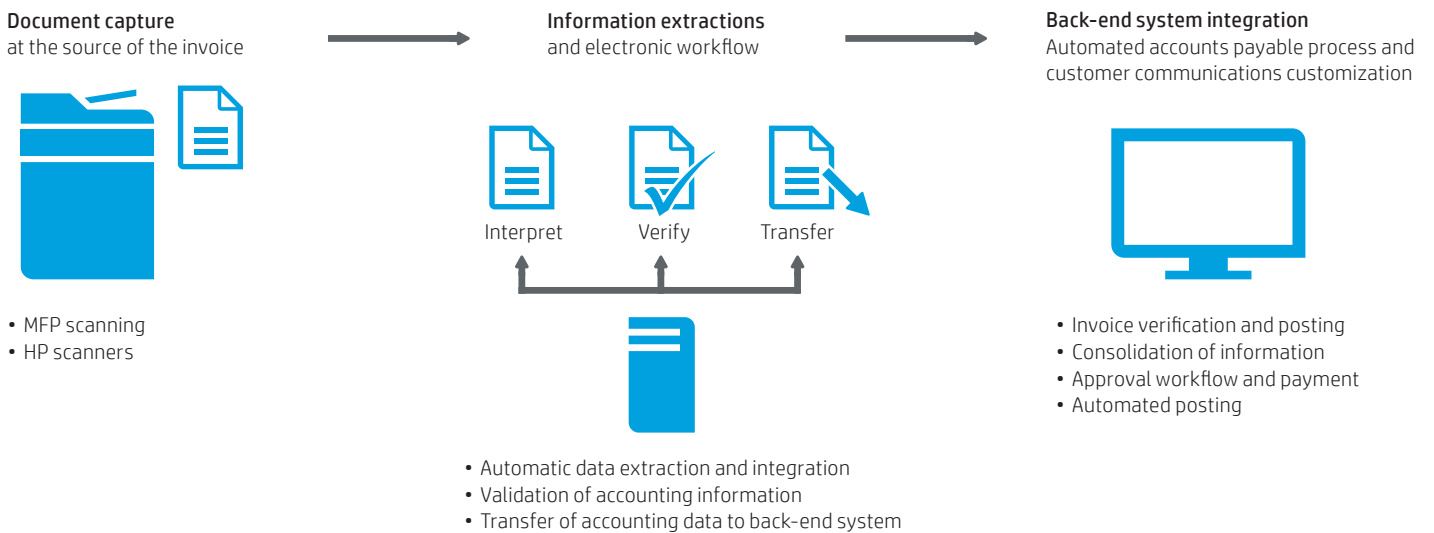 Document capture
at the source of the invoice
• MFP scanning
• HP scanners
Information extractions
and electronic workflow
Interpret
Verify
Transfer
• Automatic data extraction and integration
• Validation of accounting information
• Transfer of accounting data to back-end system
Back-end system integration
Automated accounts payable process and
customer communications customization
• Invoice verification and posting
• Consolidation of information
• Approval workflow and payment
• Automated posting